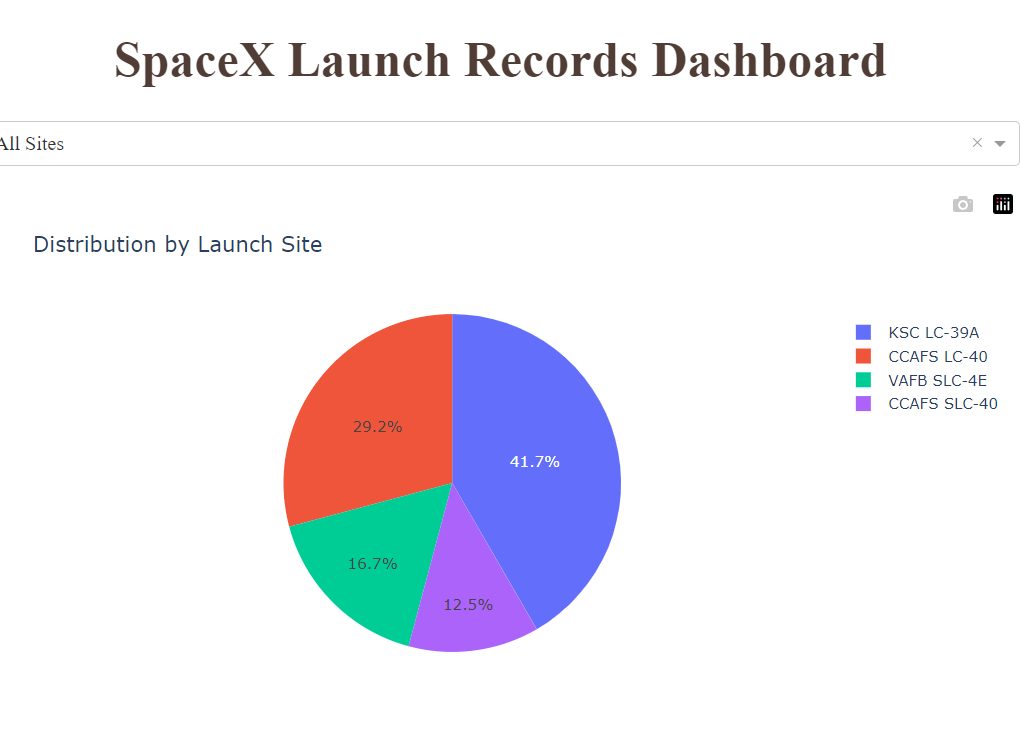 SpaceX Launch Records Dashboard
All Sites
Distribution by Launch Site
KSC LC-39A
CCAFS LC-40
VAFB SLC-4E
CCAFS SLC-40
29.2%
41.7%
16.7%
12.5%